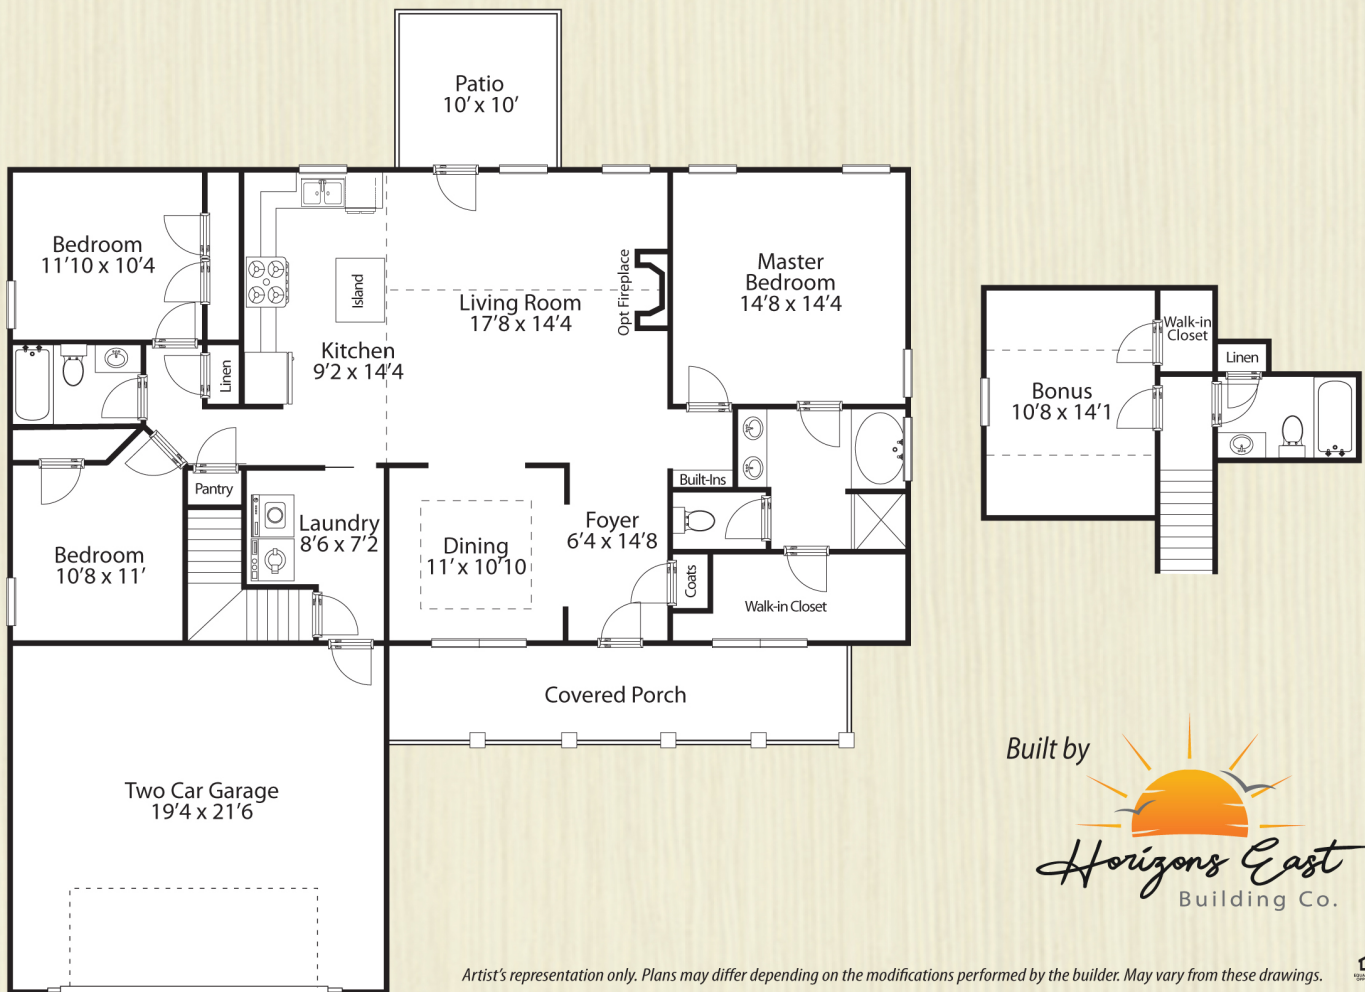 Patio
10' x 10'
Bedroom
11'10 x 10'4
Master
Bedroom
14'8 x 14'4
Opt Fireplace
Island
Living Room
17'8 x 14'4
Kitchen
9'2 x 14'4
Linen
Walk-in
Closet
Linen
Bonus
10'8 x 14'1
Pantry
Built-Ins
Laundry
8'6 x 7'2
Foyer
6'4 x 14'8
Dining
11' x 10'10
Bedroom
10'8 x 11'
Coats
Walk-in Closet
Covered Porch
Two Car Garage
19'4 x 21'6
Built by
Horizons East
Building Co.
Artist's representation only. Plans may differ depending on the modifications performed by the builder. May vary from these drawings.